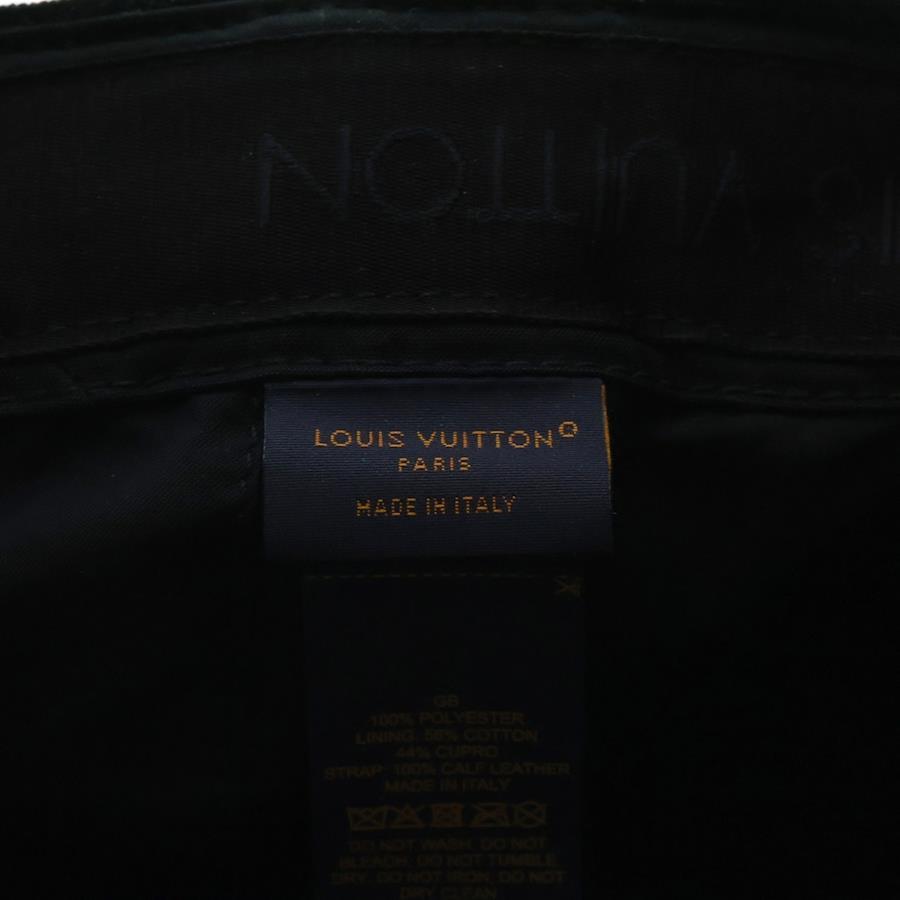 VUITTON
LOUIS VUITTON
PARIS
MADE IN ITALY
GB
100% POLYESTER
LINING: 56% COTTON
44% CUPRO
STRAP: 100% CALF LEATHER
MADE IN ITALY
DO NOT WASH. DO NOT
BLEACH. DO NOT TUMBLE
DRY. DO NOT IRON. DO NOT
DRY CLEAN